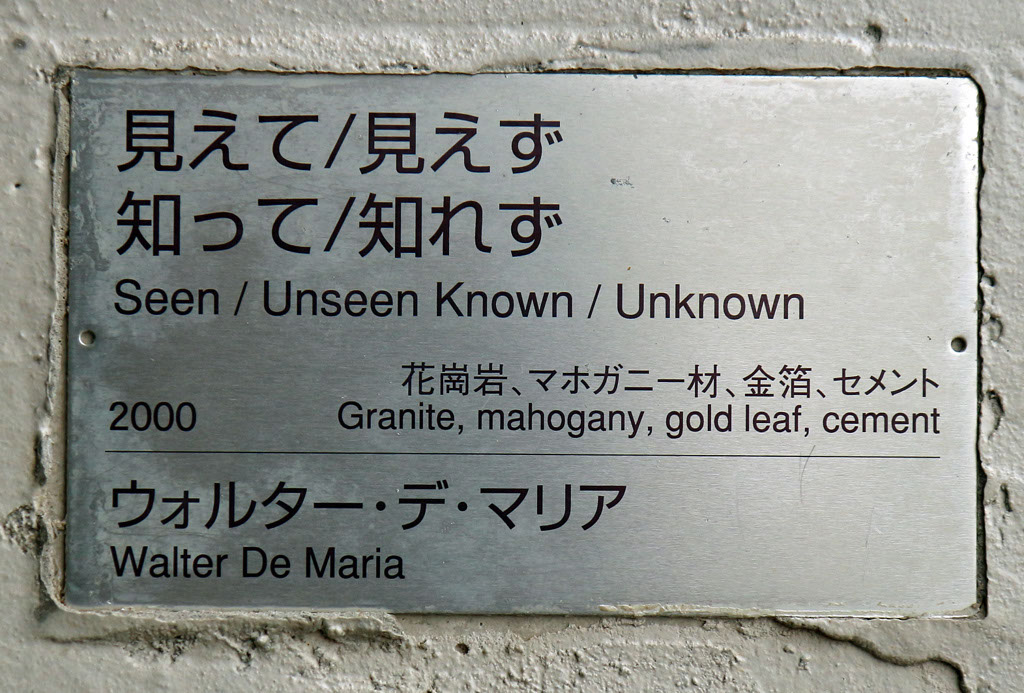 見えて/見えず
知って/知れず
Seen / Unseen Known / Unknown
花崗岩、マホガニー材、金箔、セメント
2000 Granite, mahogany, gold leaf, cement
ウォルター・デ・マリア
Walter De Maria